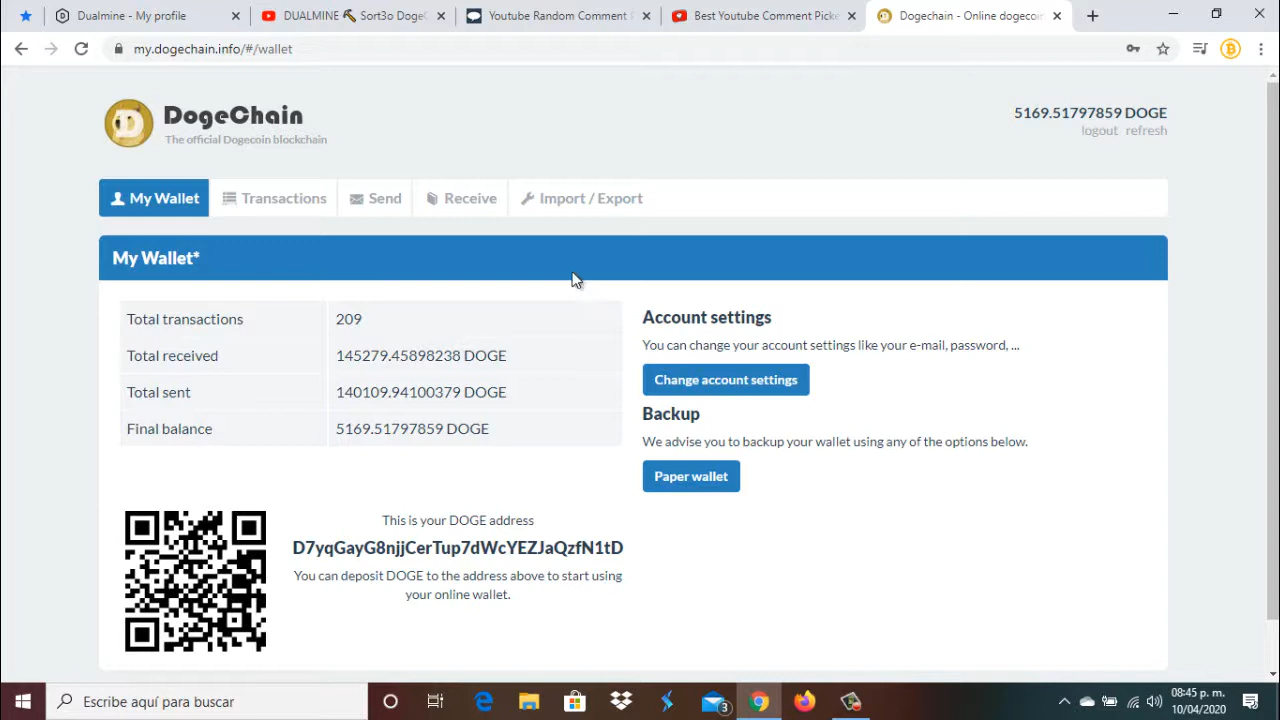 Dualmine - My profile
DUALMINE 🔨 Sort3o DogeC
Youtube Random Comment P
Best Youtube Comment Picke
Dogechain - Online dogecoin
my.dogechain.info/#/wallet
DogeChain
The official Dogecoin blockchain
5169.51797859 DOGE
logout refresh
My Wallet
Transactions
Send
Receive
Import / Export
My Wallet*
Total transactions 209
Total received 145279.45898238 DOGE
Total sent 140109.94100379 DOGE
Final balance 5169.51797859 DOGE
Account settings
You can change your account settings like your e-mail, password, ...
Change account settings
Backup
We advise you to backup your wallet using any of the options below.
Paper wallet
This is your DOGE address
D7yqGayG8njjCerTup7dWcYEZJaQzfN1tD
You can deposit DOGE to the address above to start using
your online wallet.
Escribe aquí para buscar
3
08:45 p. m.
10/04/2020